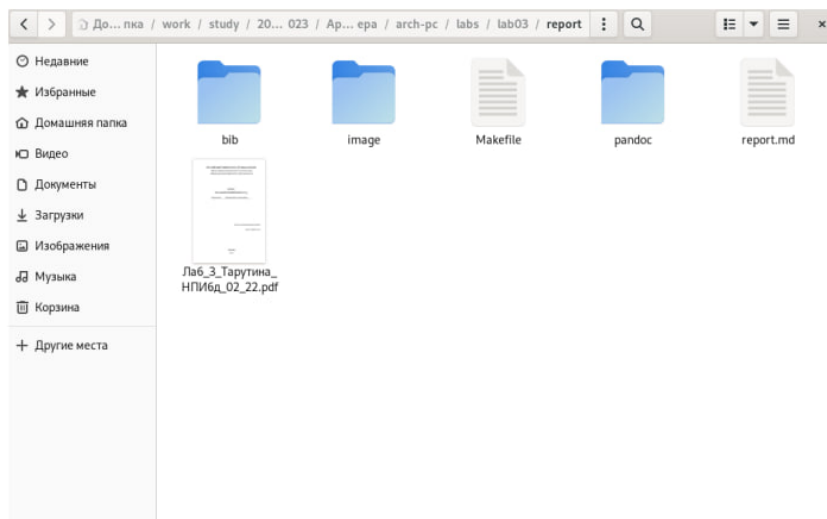 До... пка / work / study / 20... 023 / Ар... ера / arch-pc / labs / lab03 / report
Недавние
Избранные
Домашняя папка
Видео
Документы
Загрузки
Изображения
Музыка
Корзина
Другие места
bib
image
Makefile
pandoc
report.md
Лаб_3_Тарутина_
НПИбд_02_22.pdf